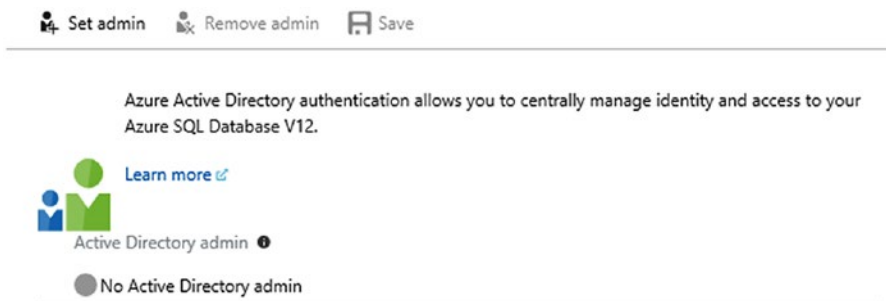 Set admin Remove admin Save
Azure Active Directory authentication allows you to centrally manage identity and access to your
Azure SQL Database V12.
Learn more
Active Directory admin
No Active Directory admin